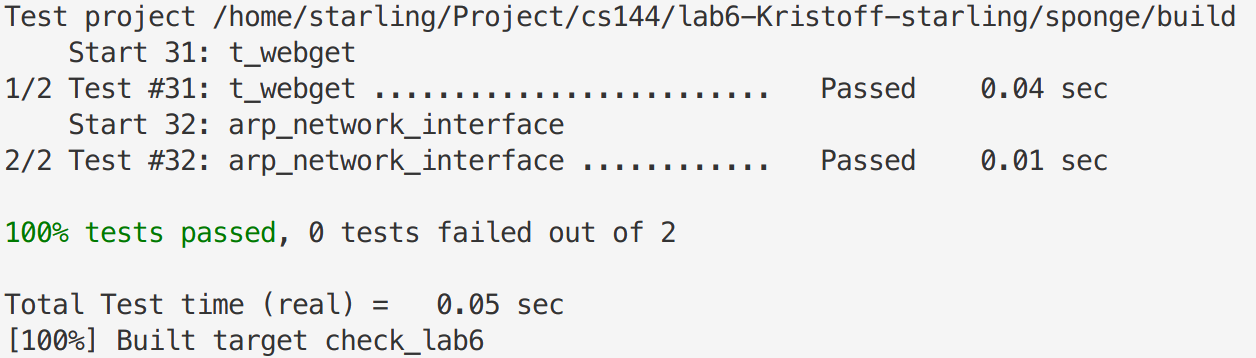 Test project /home/starling/Project/cs144/lab6-Kristoff-starling/sponge/build
    Start 31: t_webget
1/2 Test #31: t_webget .........................   Passed    0.04 sec
    Start 32: arp_network_interface
2/2 Test #32: arp_network_interface ............   Passed    0.01 sec

100% tests passed, 0 tests failed out of 2

Total Test time (real) =   0.05 sec
[100%] Built target check_lab6